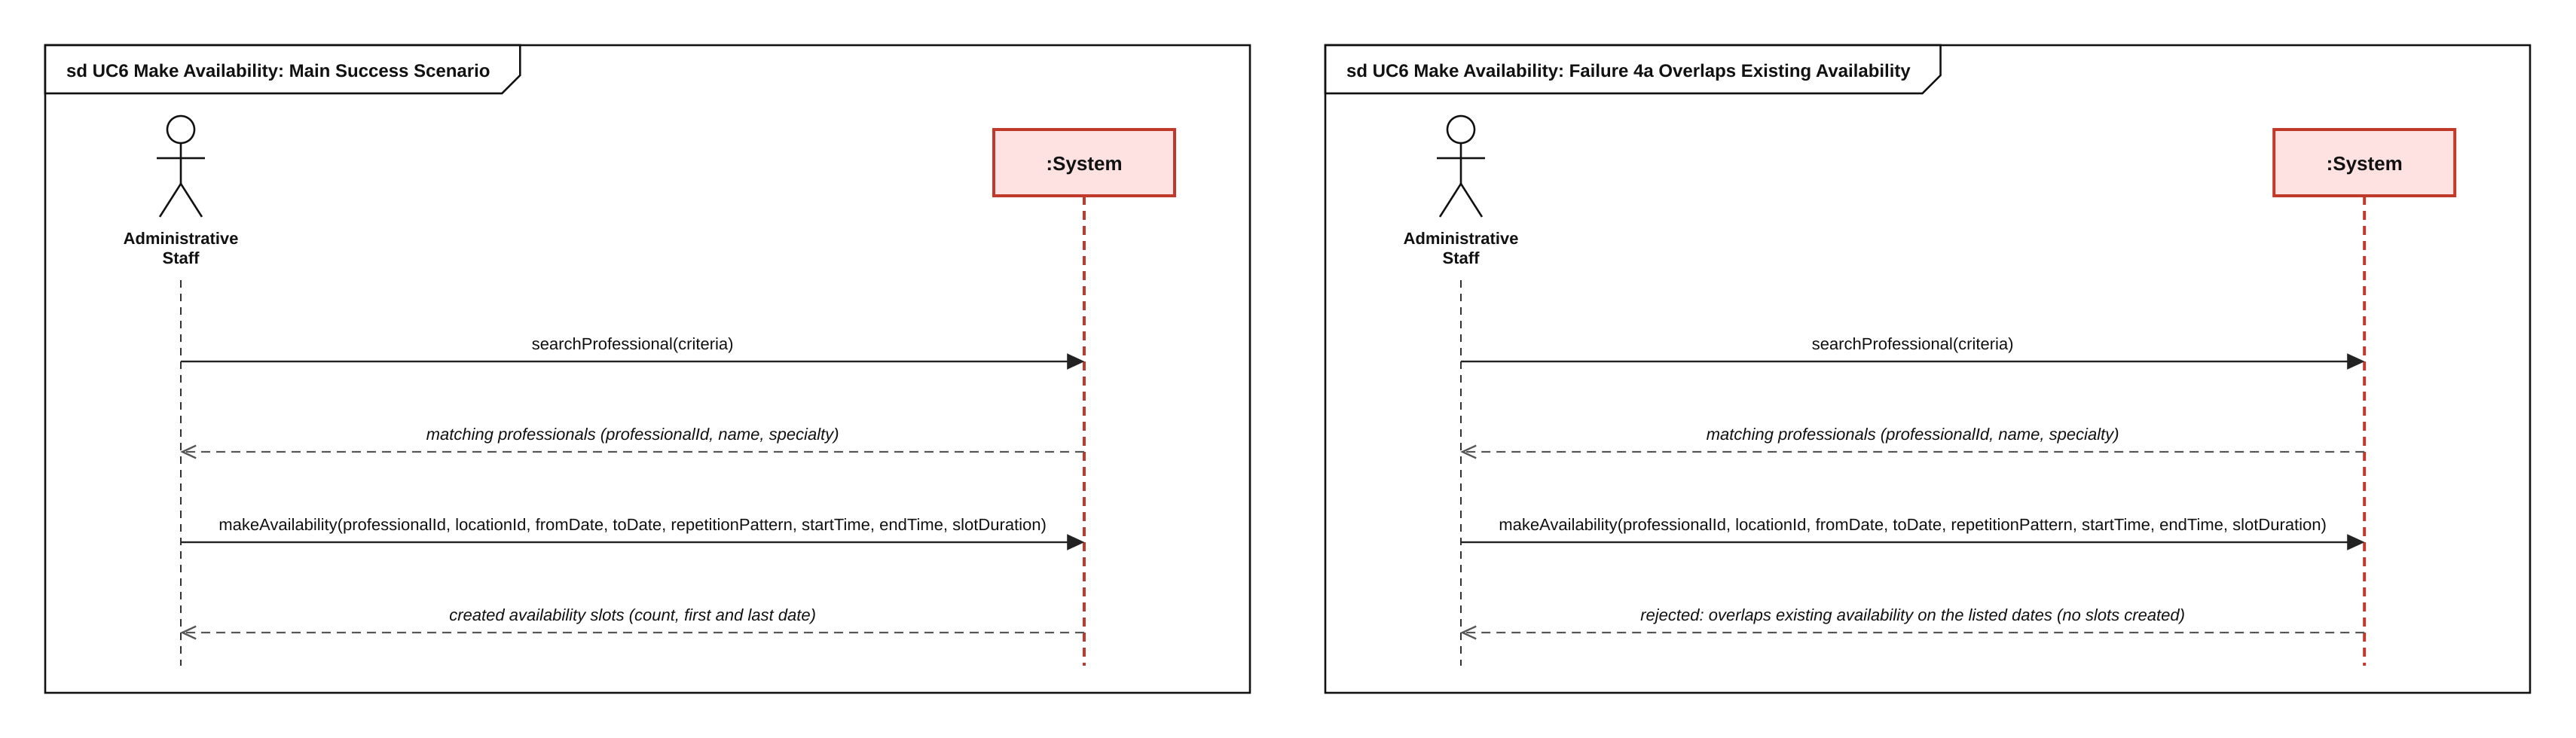 sd UC6 Make Availability: Main Success Scenario
:System
Administrative
Staff
searchProfessional(criteria)
matching professionals (professionalId, name, specialty)
makeAvailability(professionalId, locationId, fromDate, toDate, repetitionPattern, startTime, endTime, slotDuration)
created availability slots (count, first and last date)
sd UC6 Make Availability: Failure 4a Overlaps Existing Availability
:System
Administrative
Staff
searchProfessional(criteria)
matching professionals (professionalId, name, specialty)
makeAvailability(professionalId, locationId, fromDate, toDate, repetitionPattern, startTime, endTime, slotDuration)
rejected: overlaps existing availability on the listed dates (no slots created)